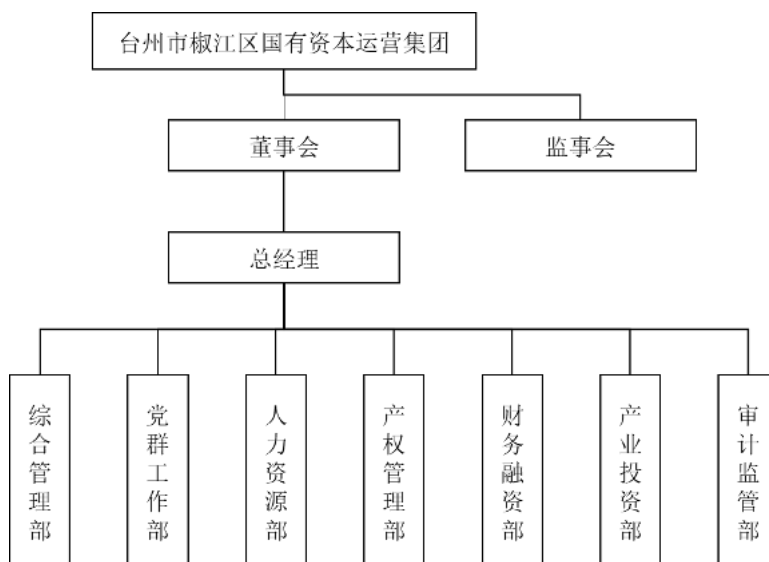 台州市椒江区国有资本运营集团
董事会
监事会
总经理
综合管理部
党群工作部
人力资源部
产权管理部
财务融资部
产业投资部
审计监管部